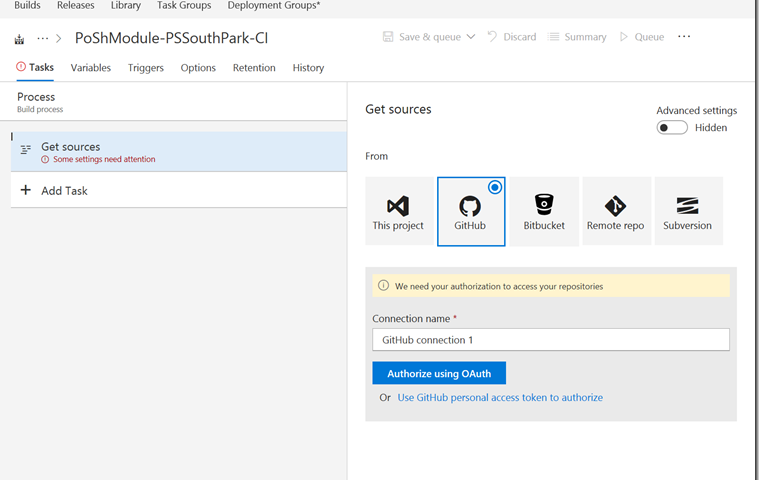 Builds Releases Library Task Groups Deployment Groups*
··· > PoShModule-PSSouthPark-CI
Save & queue Discard Summary Queue ···
Tasks Variables Triggers Options Retention History
Process
Build process
Get sources
Some settings need attention
+ Add Task
Get sources
Advanced settings
Hidden
From
This project GitHub Bitbucket Remote repo Subversion
We need your authorization to access your repositories
Connection name *
GitHub connection 1
Authorize using OAuth
Or Use GitHub personal access token to authorize